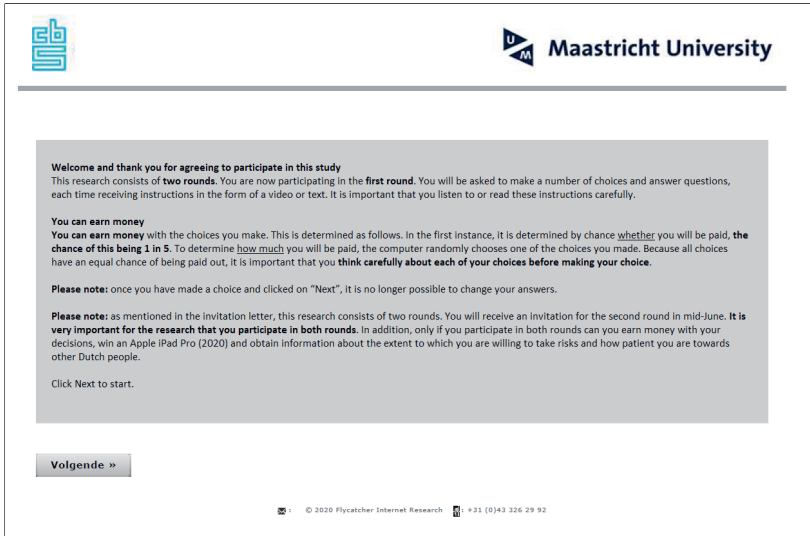 cbs
UM
Maastricht University
Welcome and thank you for agreeing to participate in this study
This research consists of two rounds. You are now participating in the first round. You will be asked to make a number of choices and answer questions,
each time receiving instructions in the form of a video or text. It is important that you listen to or read these instructions carefully.
You can earn money
You can earn money with the choices you make. This is determined as follows. In the first instance, it is determined by chance whether you will be paid, the
chance of this being 1 in 5. To determine how much you will be paid, the computer randomly chooses one of the choices you made. Because all choices
have an equal chance of being paid out, it is important that you think carefully about each of your choices before making your choice.
Please note: once you have made a choice and clicked on “Next”, it is no longer possible to change your answers.
Please note: as mentioned in the invitation letter, this research consists of two rounds. You will receive an invitation for the second round in mid-June. It is
very important for the research that you participate in both rounds. In addition, only if you participate in both rounds can you earn money with your
decisions, win an Apple iPad Pro (2020) and obtain information about the extent to which you are willing to take risks and how patient you are towards
other Dutch people.
Click Next to start.
Volgende »
: © 2020 Flycatcher Internet Research : +31 (0)43 326 29 92